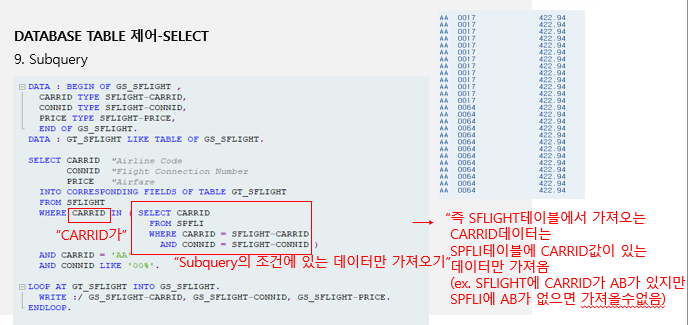 DATABASE TABLE 제어-SELECT
9. Subquery
DATA : BEGIN OF GS_SFLIGHT ,
CARRID TYPE SFLIGHT-CARRID,
CONNID TYPE SFLIGHT-CONNID,
PRICE TYPE SFLIGHT-PRICE,
END OF GS_SFLIGHT.
DATA : GT_SFLIGHT LIKE TABLE OF GS_SFLIGHT.
SELECT CARRID "Airline Code
CONNID "Flight Connection Number
PRICE "Airfare
INTO CORRESPONDING FIELDS OF TABLE GT_SFLIGHT
FROM SFLIGHT
WHERE CARRID IN ( SELECT CARRID
FROM SPFLI
WHERE CARRID = SFLIGHT~CARRID
AND CONNID = SFLIGHT~CONNID )
"CARRID가"
AND CARRID = 'AA'
"Subquery의 조건에 있는 데이터만 가져오기"
AND CONNID LIKE '00%'.
LOOP AT GT_SFLIGHT INTO GS_SFLIGHT.
WRITE :/ GS_SFLIGHT-CARRID, GS_SFLIGHT-CONNID, GS_SFLIGHT-PRICE.
ENDLOOP.
AA 0017 422.94
AA 0017 422.94
AA 0017 422.94
AA 0017 422.94
AA 0017 422.94
AA 0017 422.94
AA 0017 422.94
AA 0017 422.94
AA 0017 422.94
AA 0017 422.94
AA 0017 422.94
AA 0017 422.94
AA 0017 422.94
AA 0064 422.94
AA 0064 422.94
AA 0064 422.94
AA 0064 422.94
AA 0064 422.94
AA 0064 422.94
AA 0064 422.94
AA 0064 422.94
AA 0064 422.94
AA 0064 422.94
AA 0064 422.94
AA 0064 422.94
AA 0064 422.94
"즉 SFLIGHT테이블에서 가져오는
CARRID데이터는
SPFLI테이블에 CARRID값이 있는
데이터만 가져옴
(ex. SFLIGHT에 CARRID가 AB가 있지만
SPFLI에 AB가 없으면 가져올수없음)